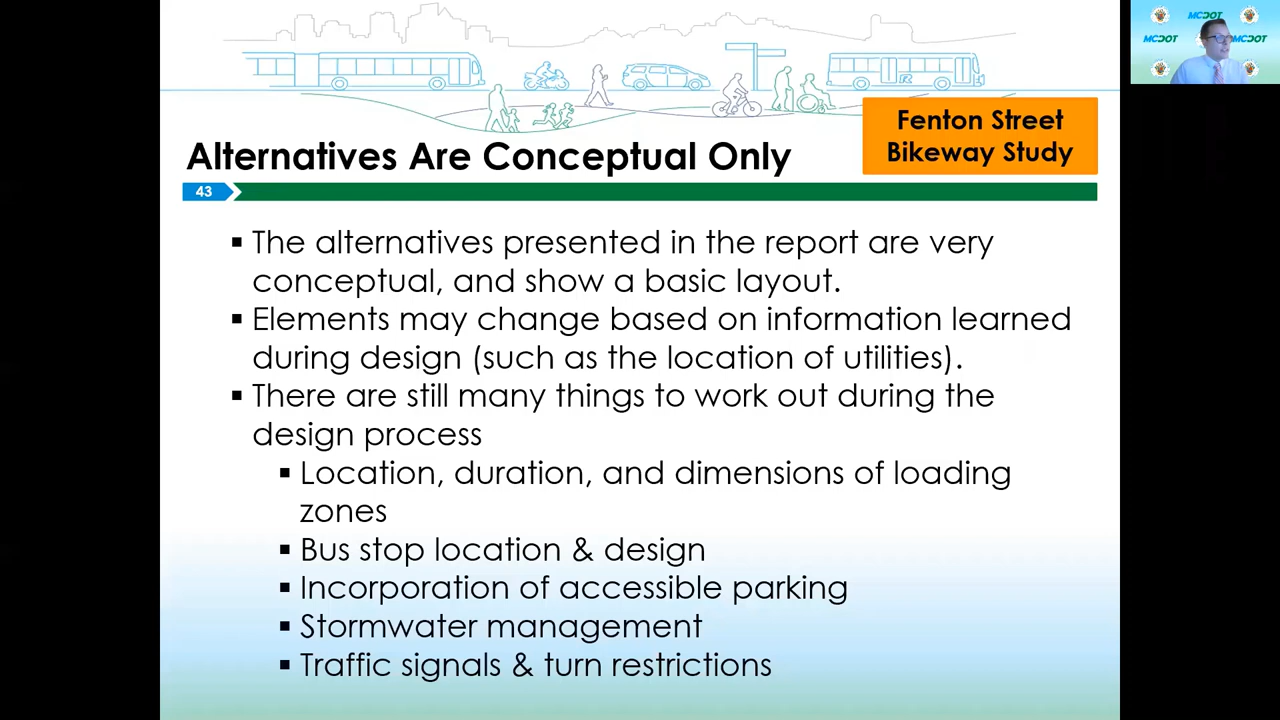 MCDOT
MCDOT
MCDOT
Fenton Street
Bikeway Study
Alternatives Are Conceptual Only
43
▪ The alternatives presented in the report are very
conceptual, and show a basic layout.
▪ Elements may change based on information learned
during design (such as the location of utilities).
▪ There are still many things to work out during the
design process
▪ Location, duration, and dimensions of loading
zones
▪ Bus stop location & design
▪ Incorporation of accessible parking
▪ Stormwater management
▪ Traffic signals & turn restrictions